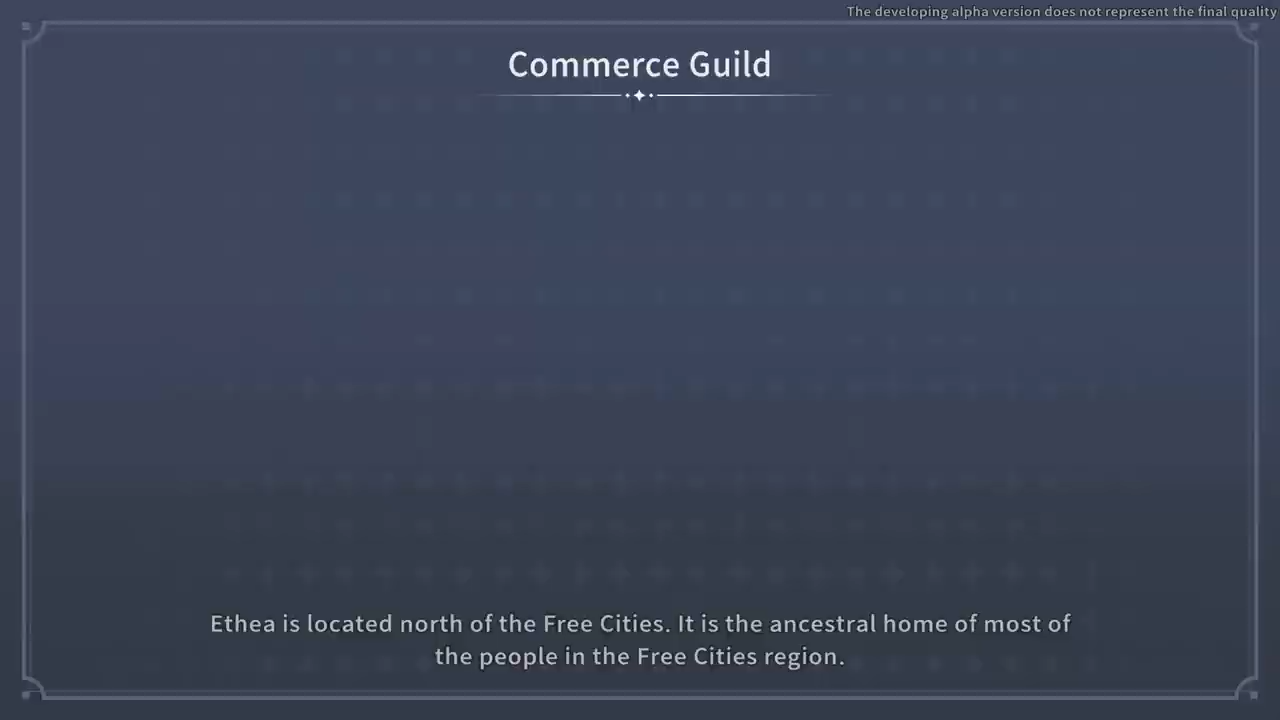 The developing alpha version does not represent the final quality
Commerce Guild
Ethea is located north of the Free Cities. It is the ancestral home of most of
the people in the Free Cities region.